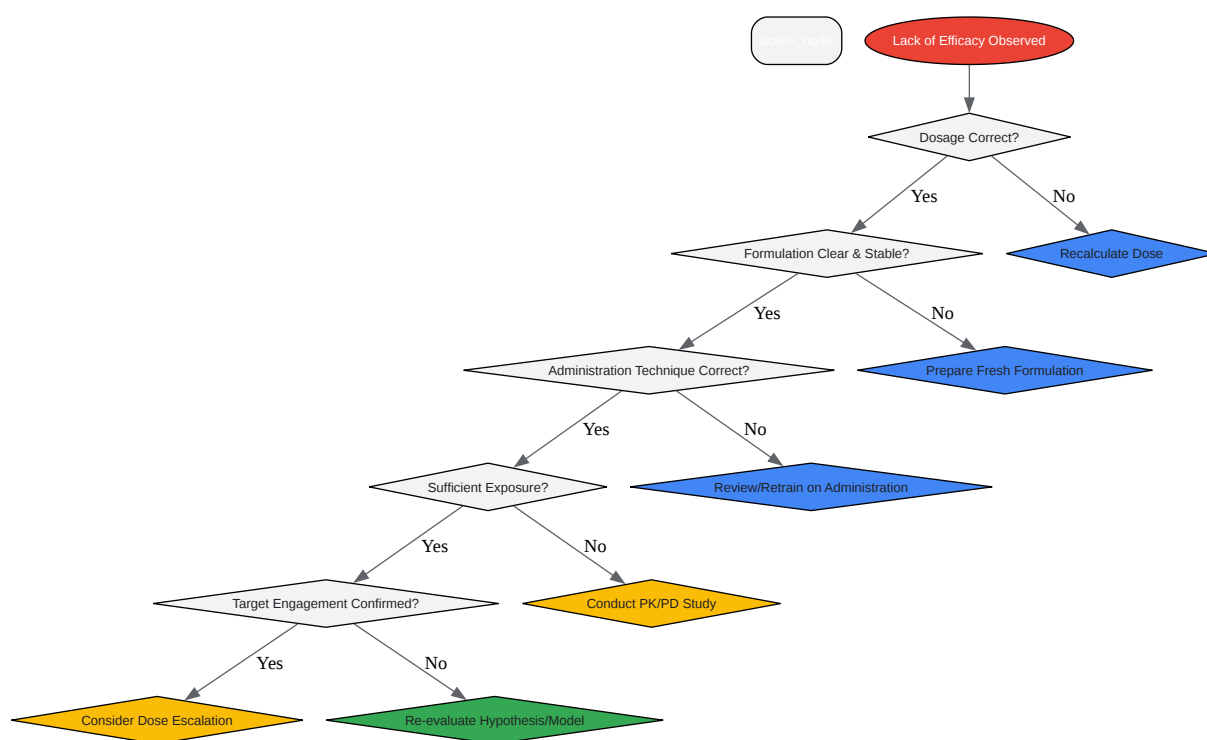 action_node
Lack of Efficacy Observed
Dosage Correct?
Yes
No
Formulation Clear & Stable?
Recalculate Dose
Yes
No
Administration Technique Correct?
Prepare Fresh Formulation
Yes
No
Sufficient Exposure?
Review/Retrain on Administration
Yes
No
Target Engagement Confirmed?
Conduct PK/PD Study
Yes
No
Consider Dose Escalation
Re-evaluate Hypothesis/Model